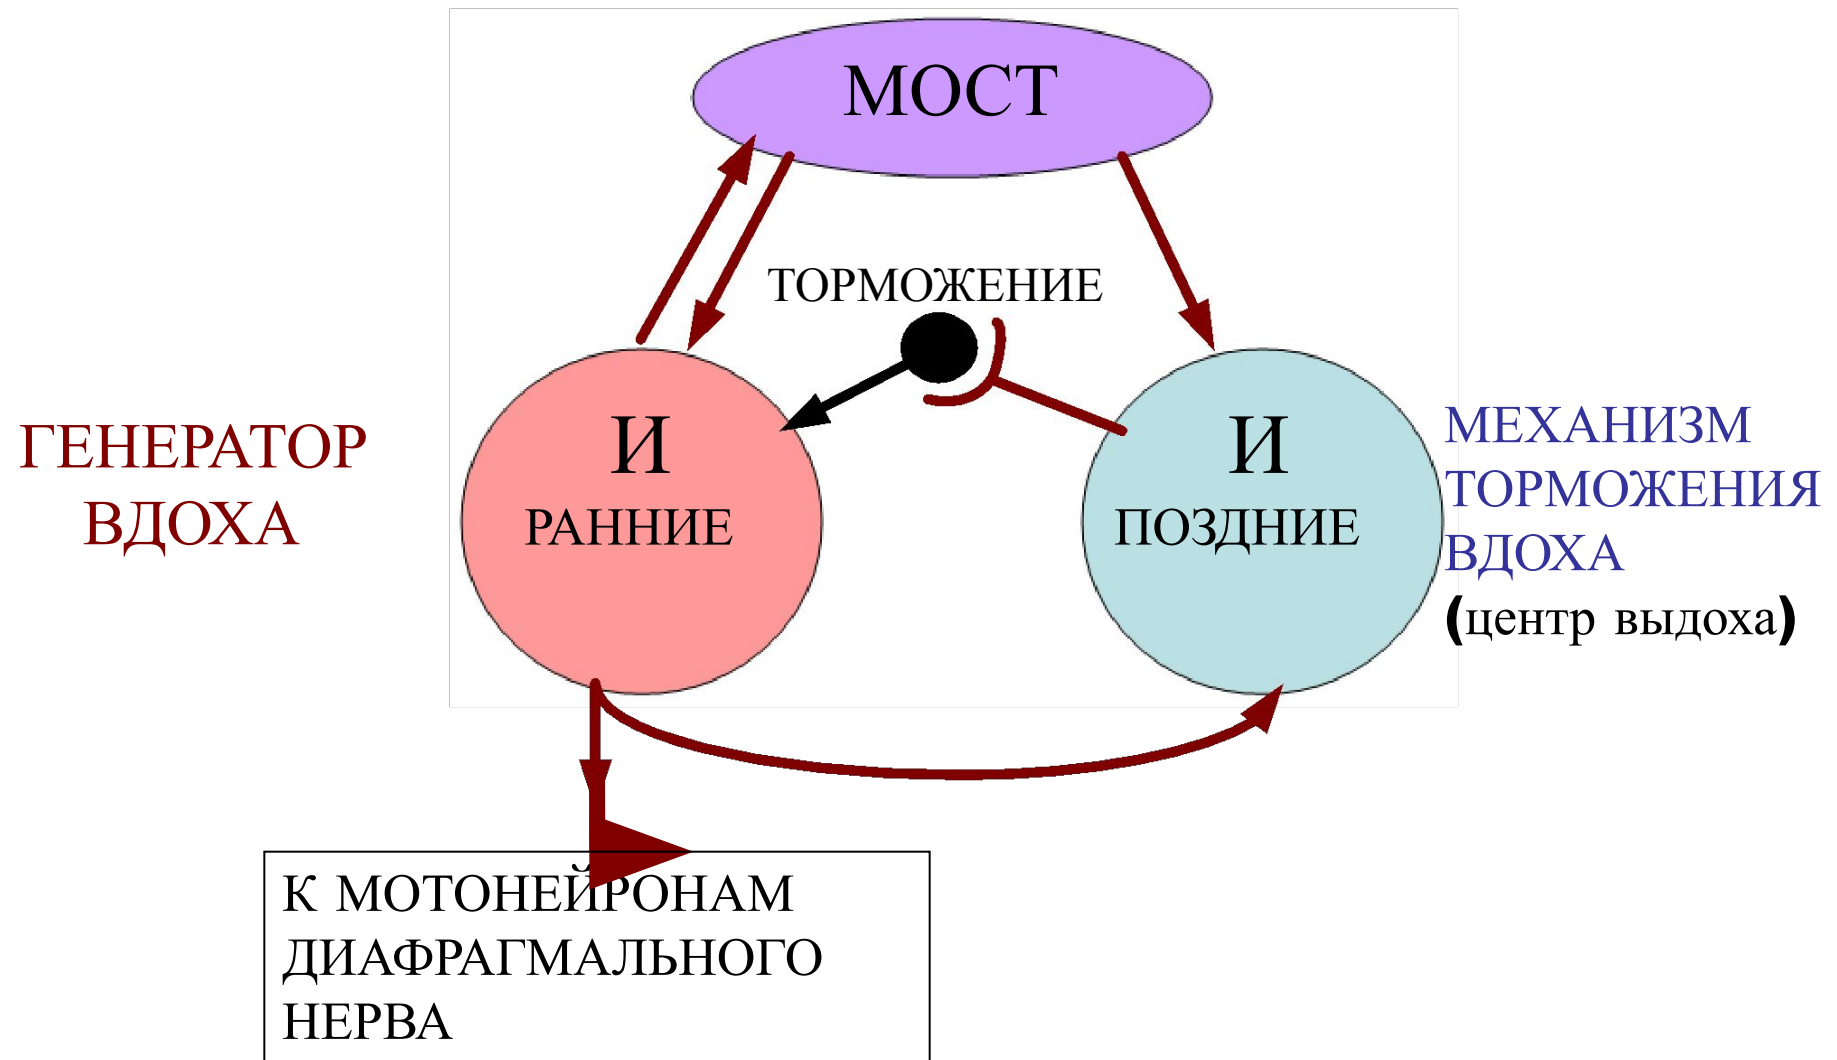 МОСТ
ТОРМОЖЕНИЕ
ГЕНЕРАТОР
ВДОХА
И
РАННИЕ
И
ПОЗДНИЕ
МЕХАНИЗМ
ТОРМОЖЕНИЯ
ВДОХА
(центр выдоха)
К МОТОНЕЙРОНАМ
ДИАФРАГМАЛЬНОГО
НЕРВА